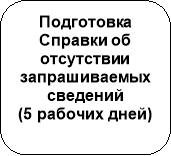 Подготовка
Справки об
отсутствии
запрашиваемых
сведений
(5 рабочих дней)